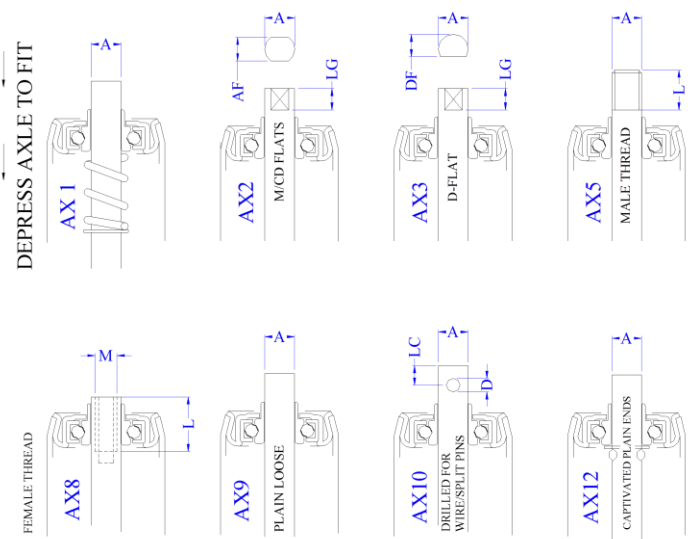 DEPRESS AXLE TO FIT
A
AX 1
A
AF
LG
AX2
M/CD FLATS
A
DF
LG
AX3
D-FLAT
A
L
AX5
MALE THREAD
FEMALE THREAD
M
L
AX8
A
AX9
PLAIN LOOSE
A
LC
D
AX10
DRILLED FOR
WIRE/SPLIT PINS
A
AX12
CAPTIVATED PLAIN ENDS